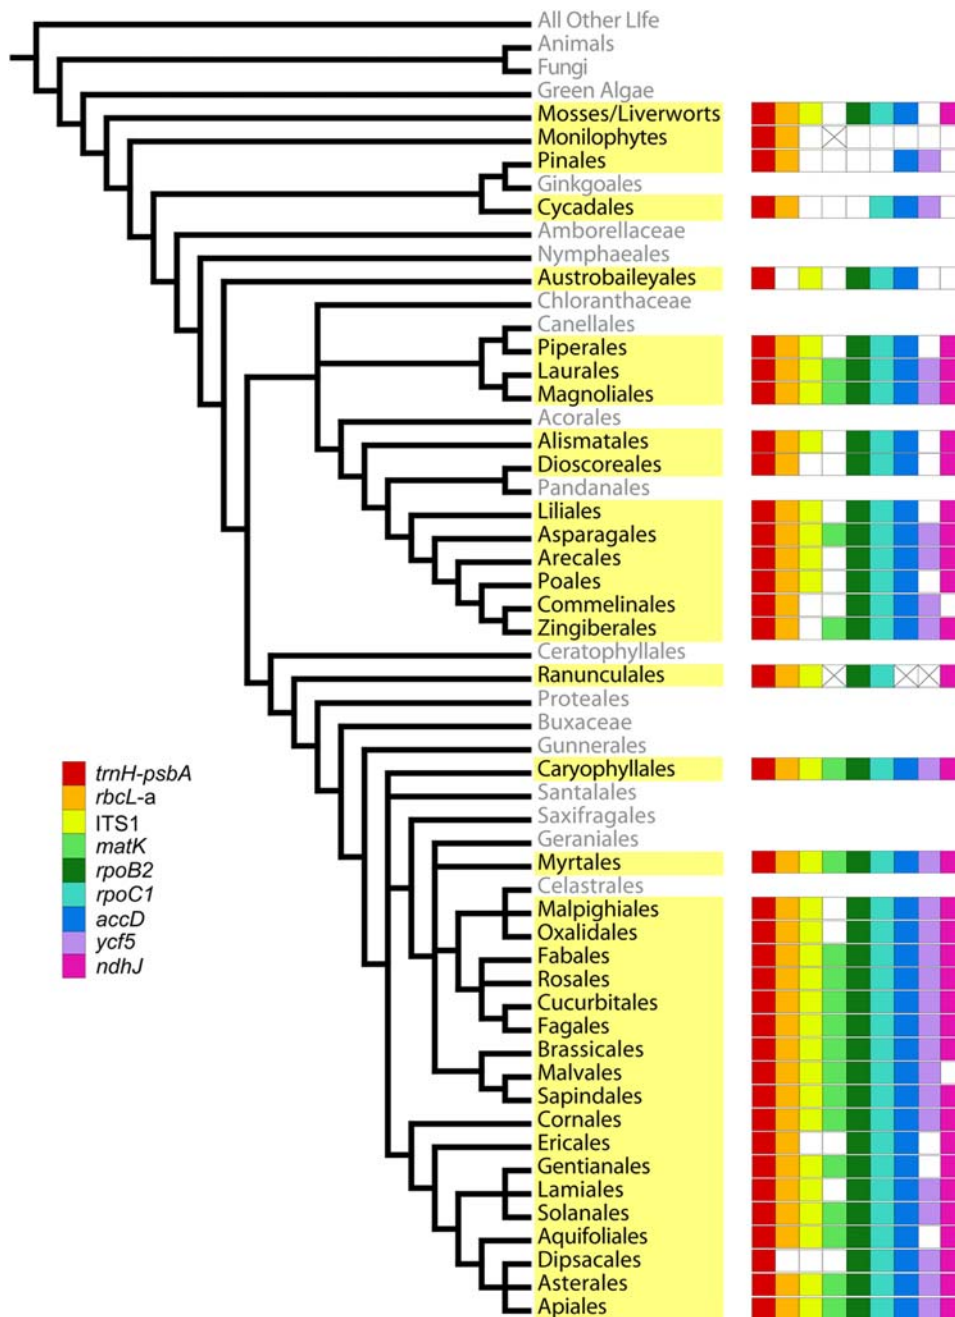 All Other LIfe
Animals
Fungi
Green Algae
Mosses/Liverworts
Monilophytes
Pinales
Ginkgoales
Cycadales
Amborellaceae
Nymphaeales
Austrobaileyales
Chloranthaceae
Canellales
Piperales
Laurales
Magnoliales
Acorales
Alismatales
Dioscoreales
Pandanales
Liliales
Asparagales
Arecales
Poales
Commelinales
Zingiberales
Ceratophyllales
Ranunculales
Proteales
Buxaceae
Gunnerales
Caryophyllales
Santalales
Saxifragales
Geraniales
Myrtales
Celastrales
Malpighiales
Oxalidales
Fabales
Rosales
Cucurbitales
Fagales
Brassicales
Malvales
Sapindales
Cornales
Ericales
Gentianales
Lamiales
Solanales
Aquifoliales
Dipsacales
Asterales
Apiales
trnH-psbA
rbcL-a
ITS1
matK
rpoB2
rpoC1
accD
ycf5
ndhJ